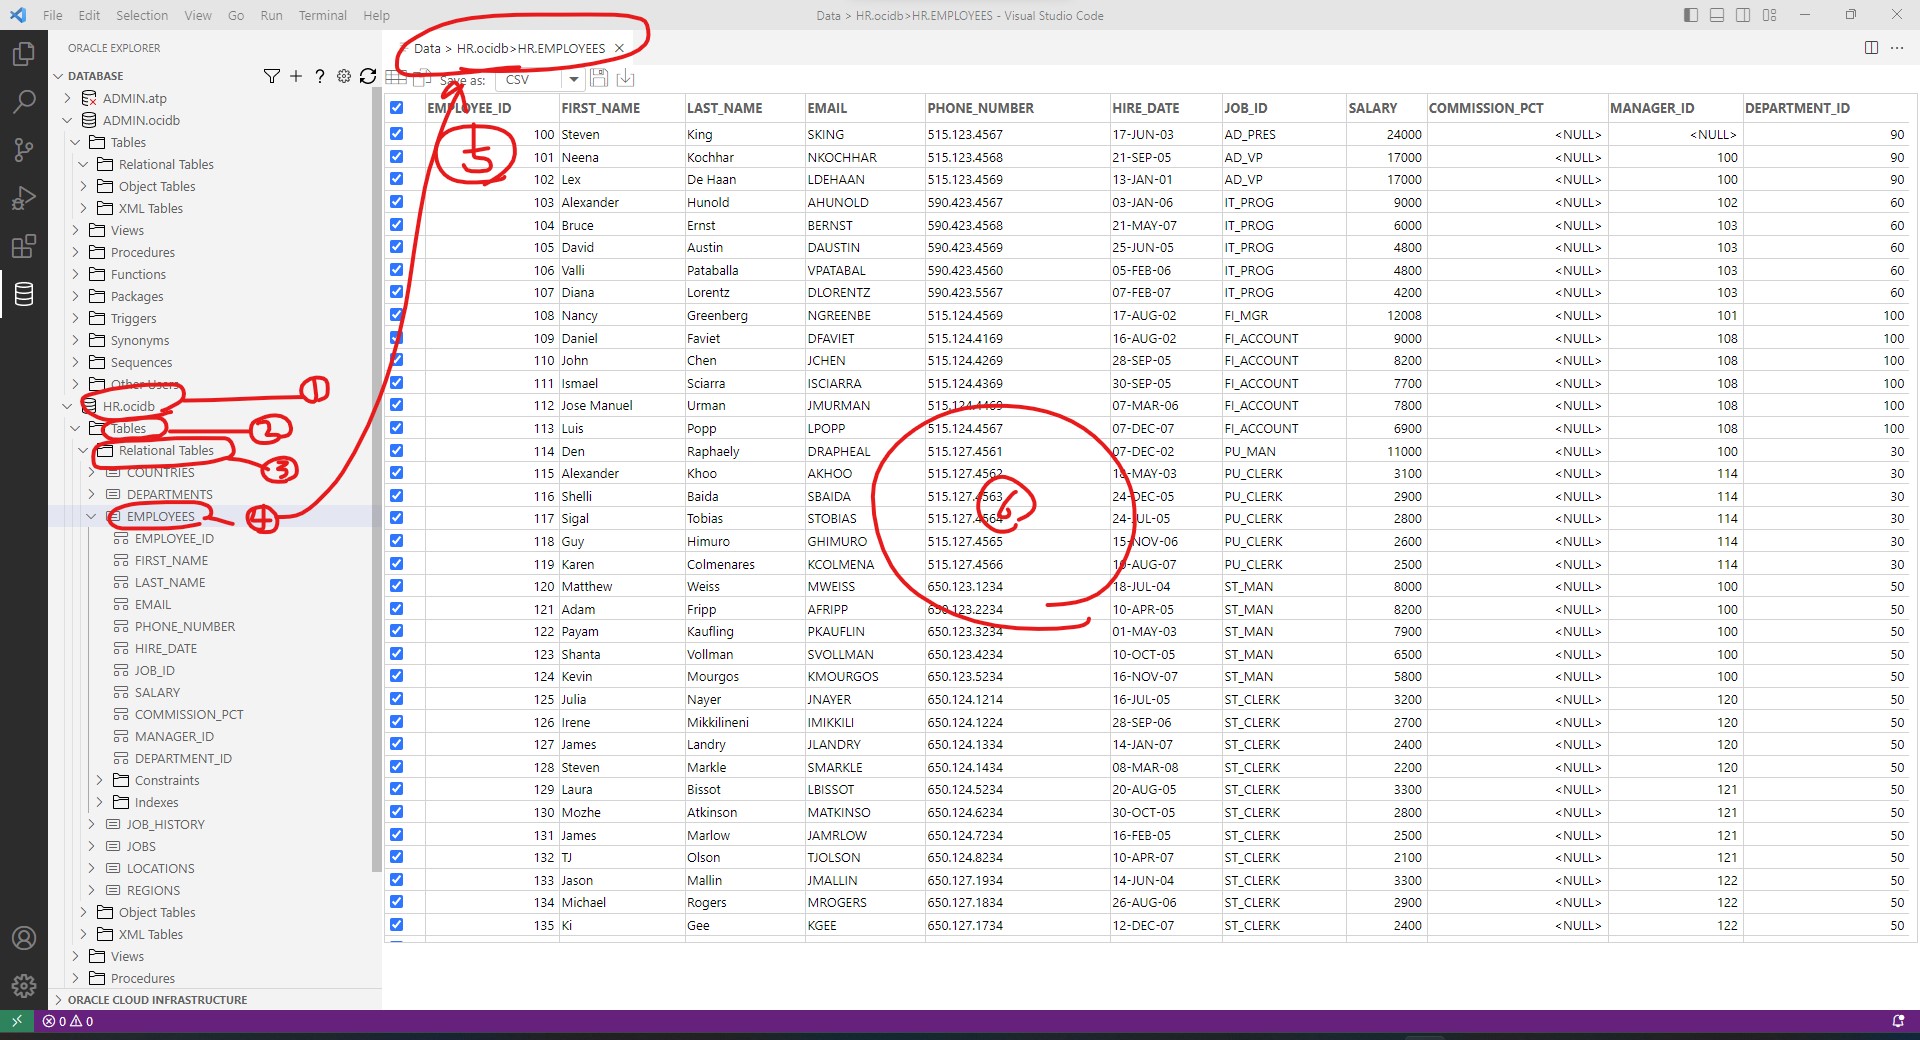 File Edit Selection View Go Run Terminal Help Data > HR.ocidb>HR.EMPLOYEES - Visual Studio Code
ORACLE EXPLORER
DATABASE
ADMIN.atp
ADMIN.ocidb
Tables
Relational Tables
Object Tables
XML Tables
Views
Procedures
Functions
Packages
Triggers
Synonyms
Sequences
Other Users
HR.ocidb
Tables
Relational Tables
COUNTRIES
DEPARTMENTS
EMPLOYEES
EMPLOYEE_ID
FIRST_NAME
LAST_NAME
EMAIL
PHONE_NUMBER
HIRE_DATE
JOB_ID
SALARY
COMMISSION_PCT
MANAGER_ID
DEPARTMENT_ID
Constraints
Indexes
JOB_HISTORY
JOBS
LOCATIONS
REGIONS
Object Tables
XML Tables
Views
Procedures
ORACLE CLOUD INFRASTRUCTURE
0 0
1
2
3
4
5
6
Data > HR.ocidb>HR.EMPLOYEES
Save as: CSV
EMPLOYEE_ID FIRST_NAME LAST_NAME EMAIL PHONE_NUMBER HIRE_DATE JOB_ID SALARY COMMISSION_PCT MANAGER_ID DEPARTMENT_ID
100 Steven King SKING 515.123.4567 17-JUN-03 AD_PRES 24000 <NULL> <NULL> 90
101 Neena Kochhar NKOCHHAR 515.123.4568 21-SEP-05 AD_VP 17000 <NULL> 100 90
102 Lex De Haan LDEHAAN 515.123.4569 13-JAN-01 AD_VP 17000 <NULL> 100 90
103 Alexander Hunold AHUNOLD 590.423.4567 03-JAN-06 IT_PROG 9000 <NULL> 102 60
104 Bruce Ernst BERNST 590.423.4568 21-MAY-07 IT_PROG 6000 <NULL> 103 60
105 David Austin DAUSTIN 590.423.4569 25-JUN-05 IT_PROG 4800 <NULL> 103 60
106 Valli Pataballa VPATABAL 590.423.4560 05-FEB-06 IT_PROG 4800 <NULL> 103 60
107 Diana Lorentz DLORENTZ 590.423.5567 07-FEB-07 IT_PROG 4200 <NULL> 103 60
108 Nancy Greenberg NGREENBE 515.124.4569 17-AUG-02 FI_MGR 12008 <NULL> 101 100
109 Daniel Faviet DFAVIET 515.124.4169 16-AUG-02 FI_ACCOUNT 9000 <NULL> 108 100
110 John Chen JCHEN 515.124.4269 28-SEP-05 FI_ACCOUNT 8200 <NULL> 108 100
111 Ismael Sciarra ISCIARRA 515.124.4369 30-SEP-05 FI_ACCOUNT 7700 <NULL> 108 100
112 Jose Manuel Urman JMURMAN 515.124.4469 07-MAR-06 FI_ACCOUNT 7800 <NULL> 108 100
113 Luis Popp LPOPP 515.124.4567 07-DEC-07 FI_ACCOUNT 6900 <NULL> 108 100
114 Den Raphaely DRAPHEAL 515.127.4561 07-DEC-02 PU_MAN 11000 <NULL> 100 30
115 Alexander Khoo AKHOO 515.127.4562 18-MAY-03 PU_CLERK 3100 <NULL> 114 30
116 Shelli Baida SBAIDA 515.127.4563 24-DEC-05 PU_CLERK 2900 <NULL> 114 30
117 Sigal Tobias STOBIAS 515.127.4564 24-JUL-05 PU_CLERK 2800 <NULL> 114 30
118 Guy Himuro GHIMURO 515.127.4565 15-NOV-06 PU_CLERK 2600 <NULL> 114 30
119 Karen Colmenares KCOLMENA 515.127.4566 10-AUG-07 PU_CLERK 2500 <NULL> 114 30
120 Matthew Weiss MWEISS 650.123.1234 18-JUL-04 ST_MAN 8000 <NULL> 100 50
121 Adam Fripp AFRIPP 650.123.2234 10-APR-05 ST_MAN 8200 <NULL> 100 50
122 Payam Kaufling PKAUFLIN 650.123.3234 01-MAY-03 ST_MAN 7900 <NULL> 100 50
123 Shanta Vollman SVOLLMAN 650.123.4234 10-OCT-05 ST_MAN 6500 <NULL> 100 50
124 Kevin Mourgos KMOURGOS 650.123.5234 16-NOV-07 ST_MAN 5800 <NULL> 100 50
125 Julia Nayer JNAYER 650.124.1214 16-JUL-05 ST_CLERK 3200 <NULL> 120 50
126 Irene Mikkilineni IMIKKILI 650.124.1224 28-SEP-06 ST_CLERK 2700 <NULL> 120 50
127 James Landry JLANDRY 650.124.1334 14-JAN-07 ST_CLERK 2400 <NULL> 120 50
128 Steven Markle SMARKLE 650.124.1434 08-MAR-08 ST_CLERK 2200 <NULL> 120 50
129 Laura Bissot LBISSOT 650.124.5234 20-AUG-05 ST_CLERK 3300 <NULL> 121 50
130 Mozhe Atkinson MATKINSO 650.124.6234 30-OCT-05 ST_CLERK 2800 <NULL> 121 50
131 James Marlow JAMRLOW 650.124.7234 16-FEB-05 ST_CLERK 2500 <NULL> 121 50
132 TJ Olson TJOLSON 650.124.8234 10-APR-07 ST_CLERK 2100 <NULL> 121 50
133 Jason Mallin JMALLIN 650.127.1934 14-JUN-04 ST_CLERK 3300 <NULL> 122 50
134 Michael Rogers MROGERS 650.127.1834 26-AUG-06 ST_CLERK 2900 <NULL> 122 50
135 Ki Gee KGEE 650.127.1734 12-DEC-07 ST_CLERK 2400 <NULL> 122 50